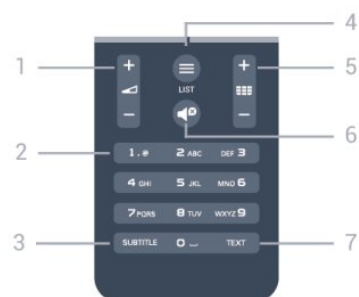 4
1 + + 5
LIST
- - 6
2 1.@ 2 ABC DEF 3
4 GHI 5 JKL MNO 6
7 PQRS 8 TUV WXYZ 9
3 SUBTITLE 0 ⎵ TEXT 7